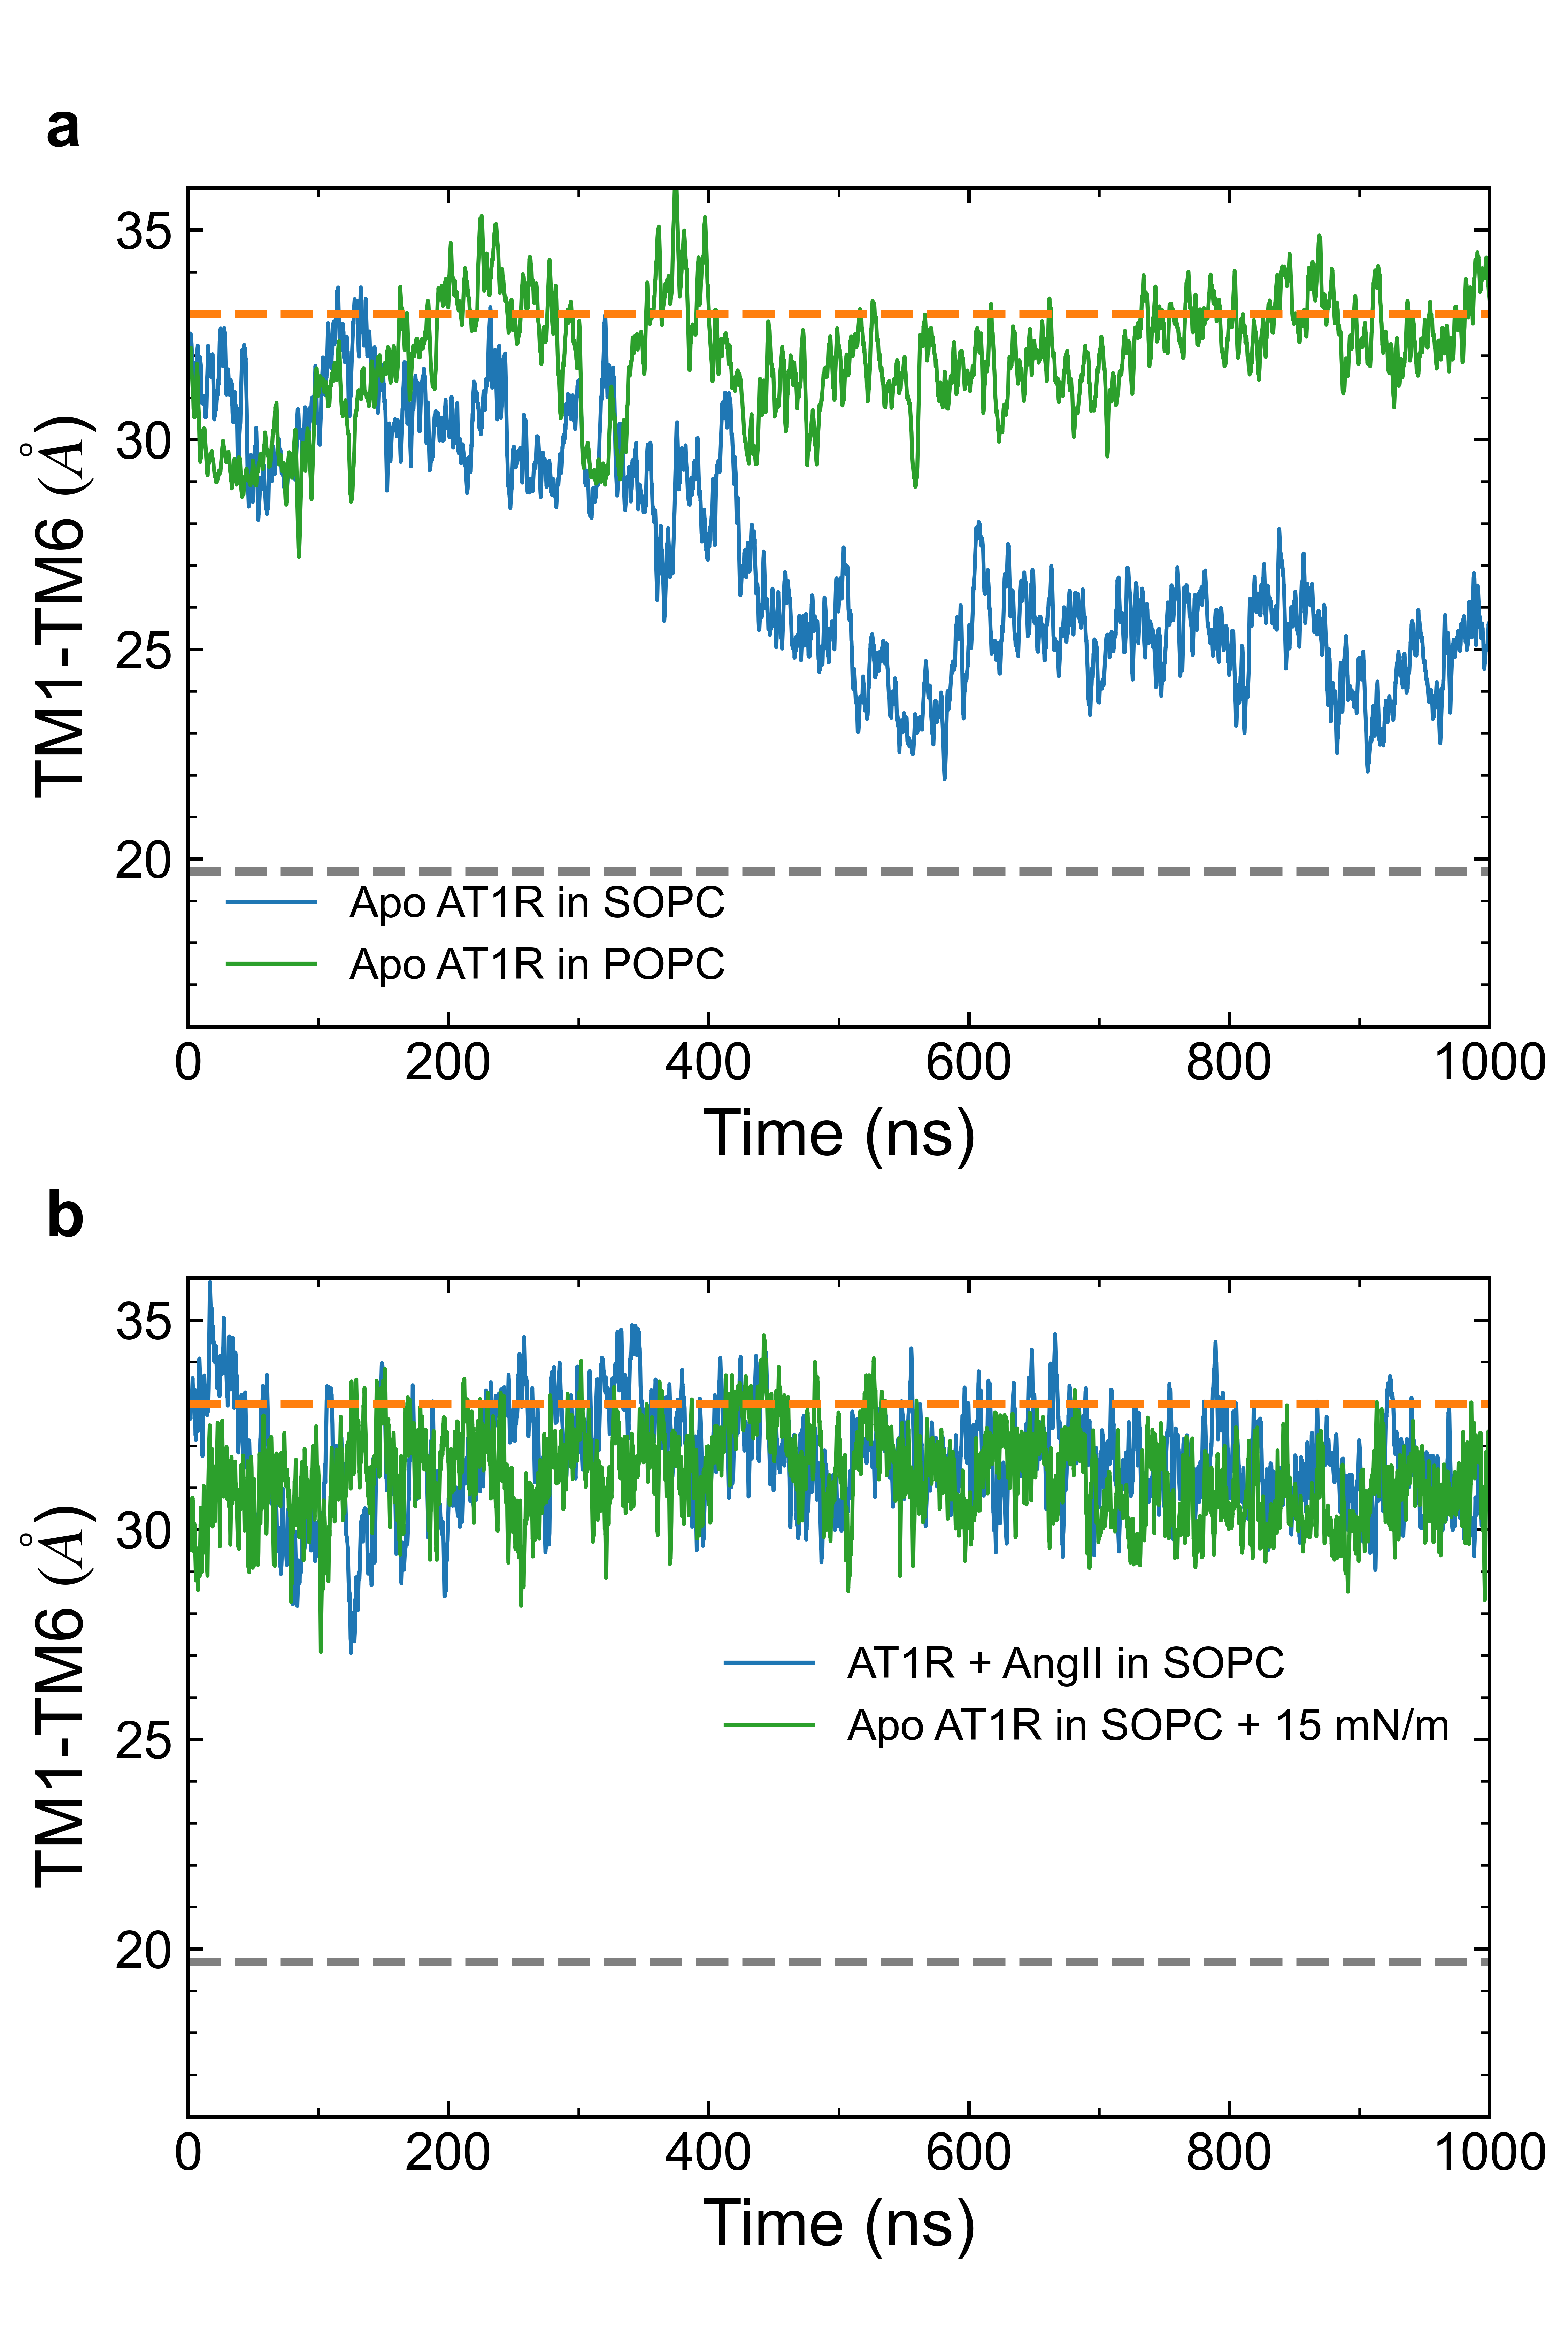 a
TM1-TM6 (Å)
35
30
25
20
Apo AT1R in SOPC
Apo AT1R in POPC
0 200 400 600 800 1000
Time (ns)
b
TM1-TM6 (Å)
35
30
25
20
AT1R + AngII in SOPC
Apo AT1R in SOPC + 15 mN/m
0 200 400 600 800 1000
Time (ns)